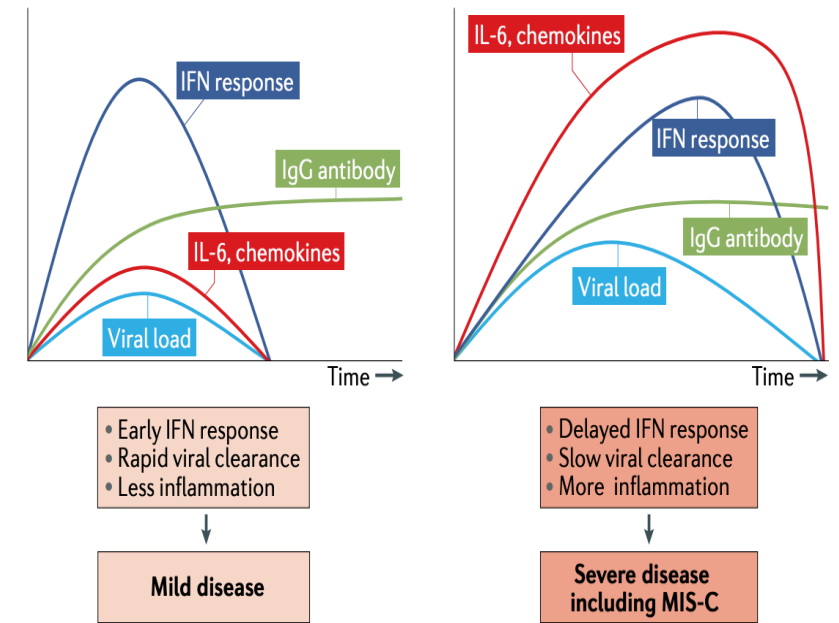 IFN response
IgG antibody
IL-6, chemokines
Viral load
Time
• Early IFN response
• Rapid viral clearance
• Less inflammation
Mild disease
IL-6, chemokines
IFN response
IgG antibody
Viral load
Time
• Delayed IFN response
• Slow viral clearance
• More inflammation
Severe disease
including MIS-C